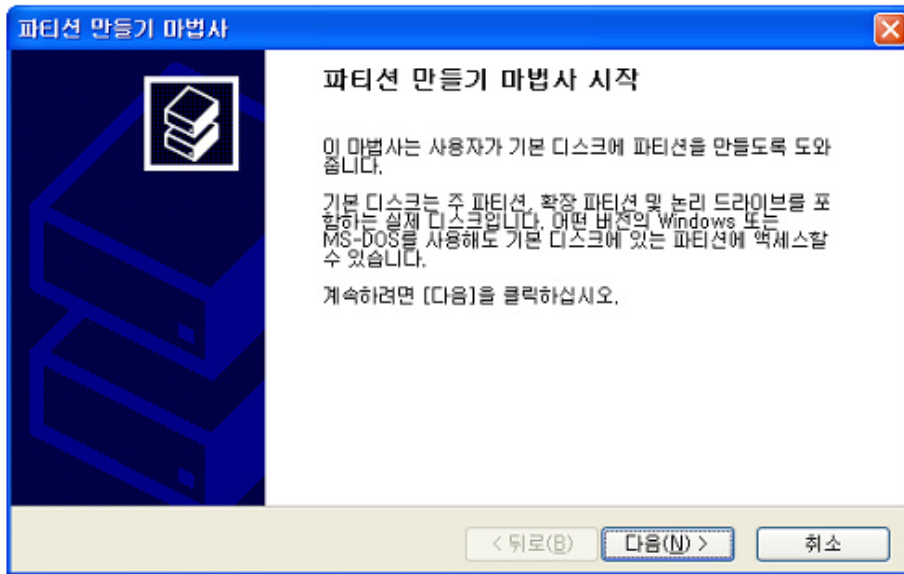 파티션 만들기 마법사
파티션 만들기 마법사 시작
이 마법사는 사용자가 기본 디스크에 파티션을 만들도록 도와
줍니다.
기본 디스크는 주 파티션, 확장 파티션 및 논리 드라이브를 포
함하는 실제 디스크입니다. 어떤 버전의 Windows 또는
MS-DOS를 사용해도 기본 디스크에 있는 파티션에 액세스할
수 있습니다.
계속하려면 [다음]을 클릭하십시오.
< 뒤로(B) 다음(N) > 취소